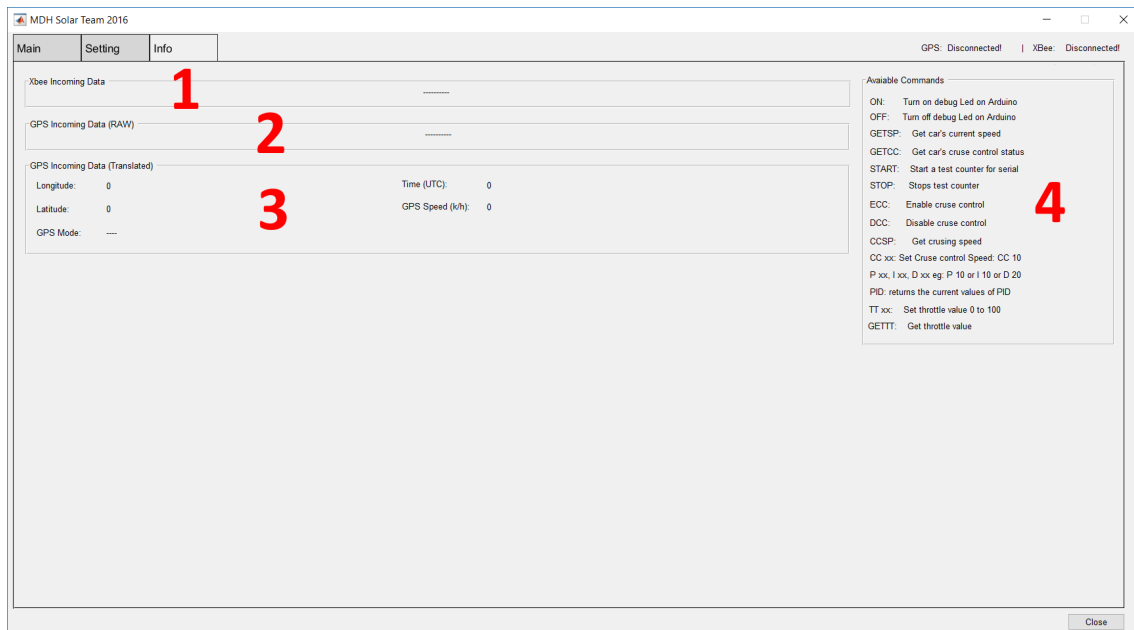 MDH Solar Team 2016
Main Setting Info
GPS: Disconnected! | XBee: Disconnected!
Xbee Incoming Data
1
----------
GPS Incoming Data (RAW)
2
----------
GPS Incoming Data (Translated)
Longitude: 0 Time (UTC): 0
Latitude: 0 GPS Speed (k/h): 0
GPS Mode: ----
3
Avaiable Commands
ON: Turn on debug Led on Arduino
OFF: Turn off debug Led on Arduino
GETSP: Get car's current speed
GETCC: Get car's cruse control status
START: Start a test counter for serial
STOP: Stops test counter
ECC: Enable cruse control
DCC: Disable cruse control
CCSP: Get crusing speed
CC xx: Set Cruse control Speed: CC 10
P xx, I xx, D xx eg: P 10 or I 10 or D 20
PID: returns the current values of PID
TT xx: Set throttle value 0 to 100
GETTT: Get throttle value
4
Close